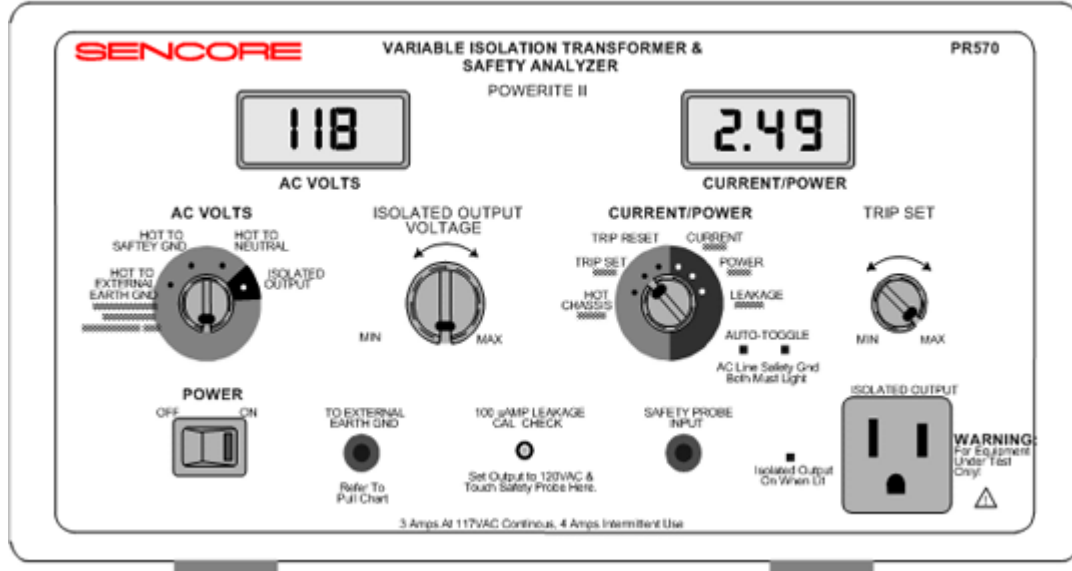 SENCORE
VARIABLE ISOLATION TRANSFORMER &
SAFETY ANALYZER
PR570
POWERITE II
118
2.49
AC VOLTS
CURRENT/POWER
AC VOLTS
HOT TO
SAFTEY GND
HOT TO
NEUTRAL
HOT TO
EXTERNAL
EARTH GND
ISOLATED
OUTPUT
ISOLATED OUTPUT
VOLTAGE
MIN
MAX
CURRENT/POWER
TRIP RESET
CURRENT
TRIP SET
POWER
HOT
CHASSIS
LEAKAGE
AUTO-TOGGLE
AC Line Safety Gnd
Both Must Light
TRIP SET
MIN
MAX
POWER
OFF
ON
TO EXTERNAL
EARTH GND
Refer To
Pull Chart
100 µAMP LEAKAGE
CAL CHECK
Set Output to 120VAC &
Touch Safety Probe Here.
SAFETY PROBE
INPUT
Isolated Output
On When Lit
ISOLATED OUTPUT
WARNING:
For Equipment
Under Test
Only!
3 Amps At 117VAC Continous, 4 Amps Intermittent Use